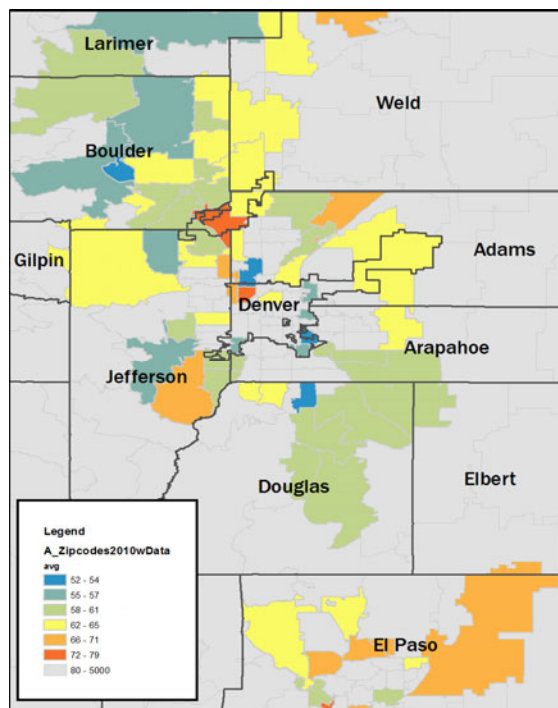 Larimer
Weld
Boulder
Gilpin
Adams
Denver
Arapahoe
Jefferson
Douglas
Elbert
Legend
A_Zipcodes2010wData
avg
52 - 54
55 - 57
58 - 61
62 - 65
66 - 71
72 - 79
80 - 5000
El Paso